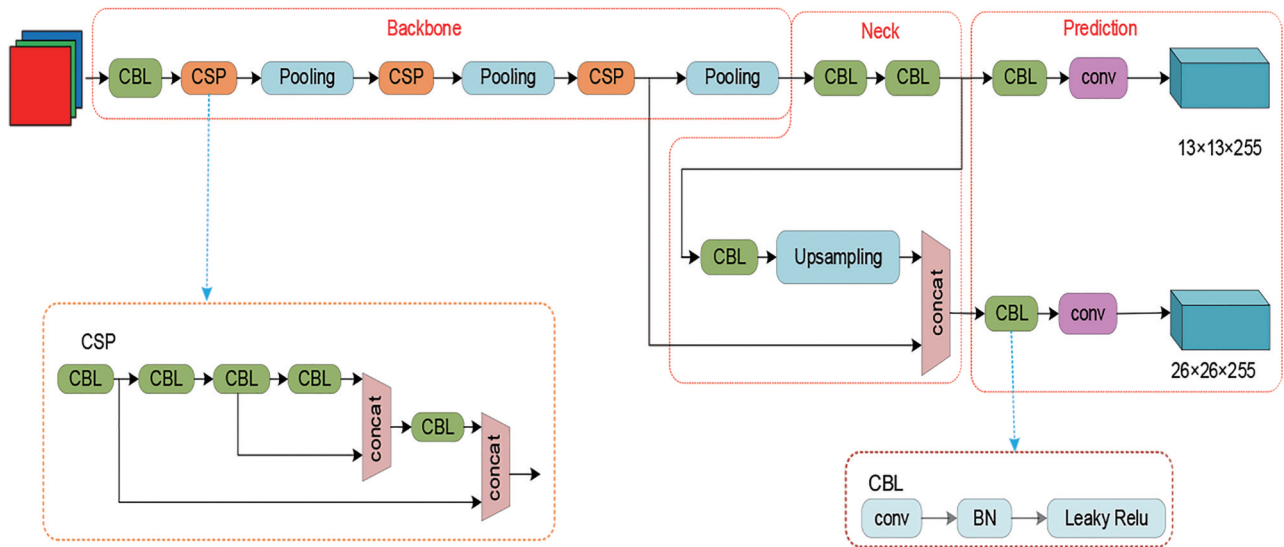 Backbone
Neck
Prediction
CBL
CSP
Pooling
CSP
Pooling
CSP
Pooling
CBL
CBL
CBL
conv
13×13×255
CBL
Upsampling
concat
CBL
conv
26×26×255
CSP
CBL
CBL
CBL
CBL
concat
CBL
concat
CBL
conv
BN
Leaky Relu